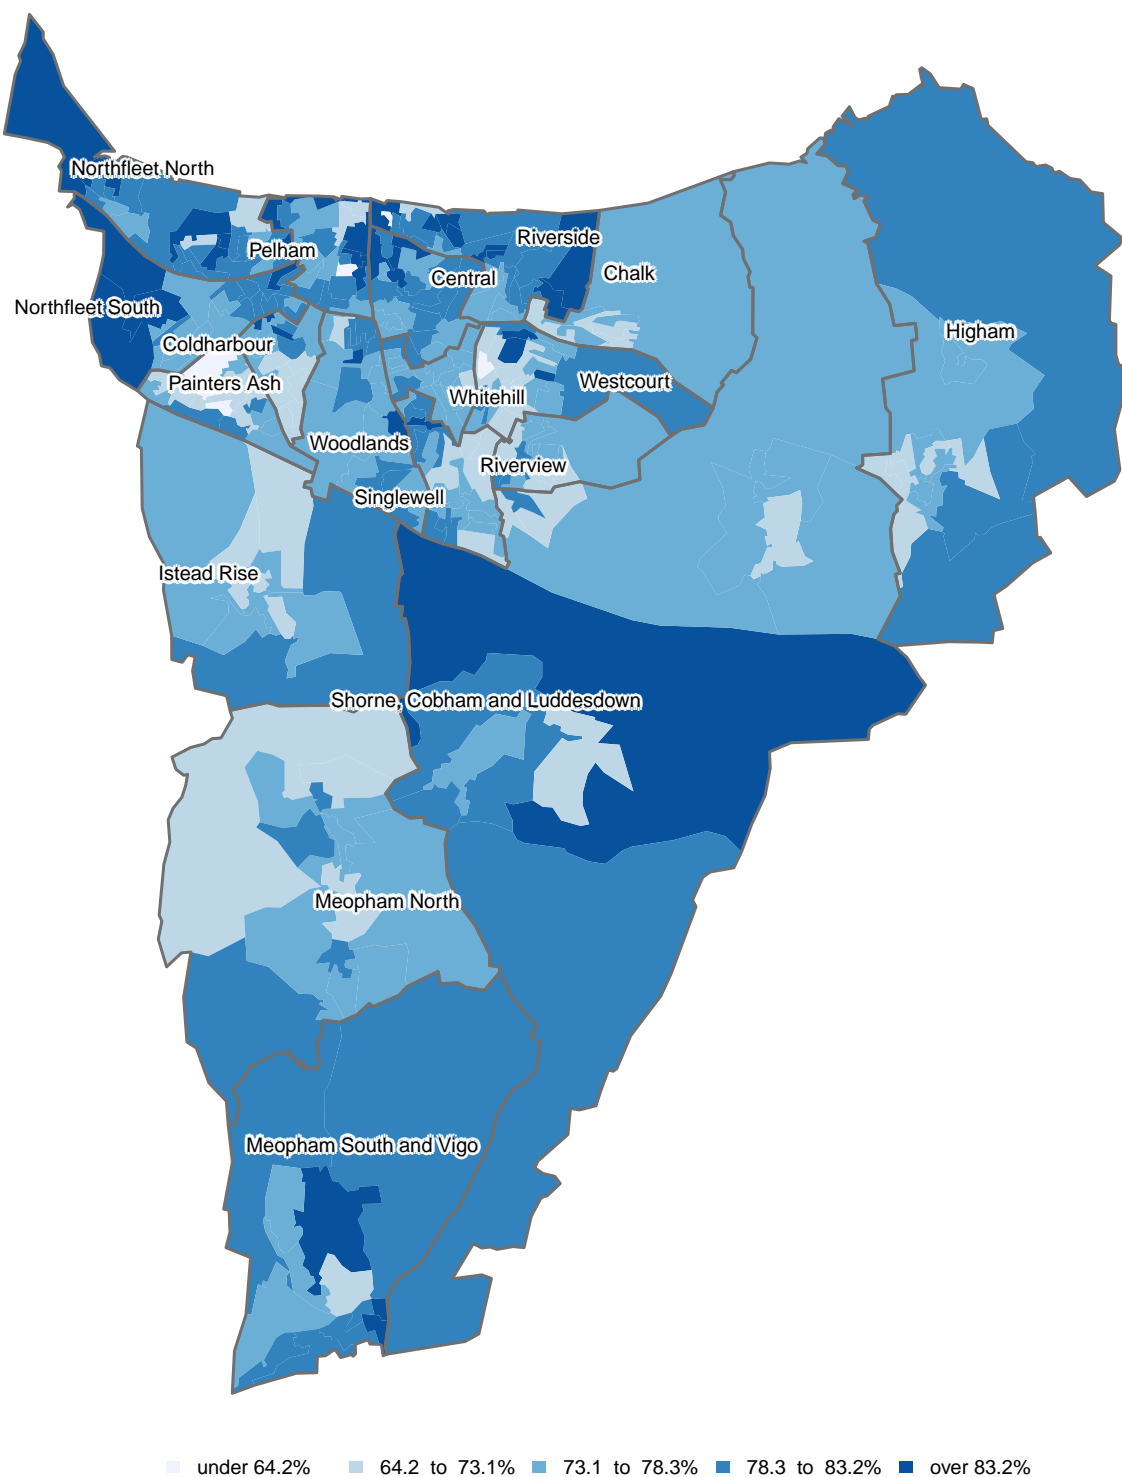 Northfleet North
Pelham
Riverside
Central
Chalk
Northfleet South
Coldharbour
Higham
Painters Ash
Westcourt
Whitehill
Woodlands
Riverview
Singlewell
Istead Rise
Shorne, Cobham and Luddesdown
Meopham North
Meopham South and Vigo
under 64.2% 64.2 to 73.1% 73.1 to 78.3% 78.3 to 83.2% over 83.2%